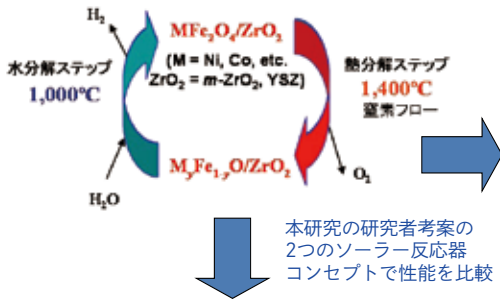 H₂
MFe₂O₄/ZrO₂
(M = Ni, Co, etc.
ZrO₂ = m-ZrO₂, YSZ)
水分解ステップ
1,000℃
熱分解ステップ
1,400℃
窒素フロー
MyFe₁₋yO/ZrO₂
H₂O
O₂
本研究の研究者考案の
2つのソーラー反応器
コンセプトで性能を比較